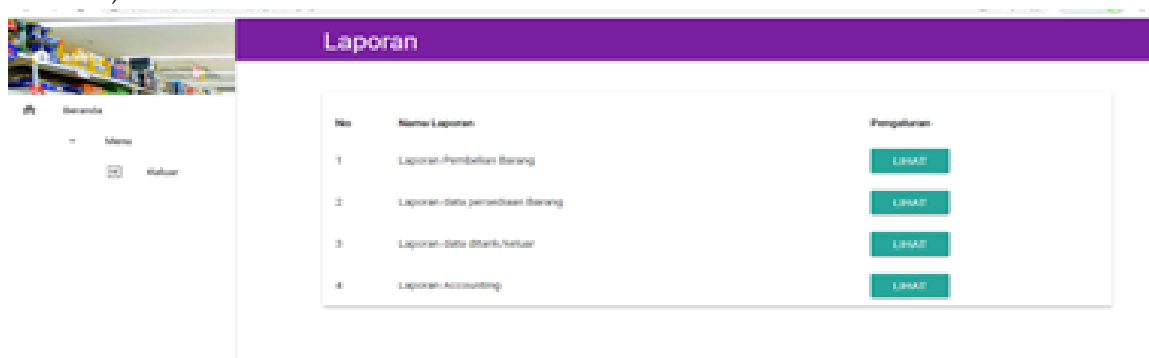 Laporan
Beranda
Menu
Keluar
No Nama Laporan Pengaturan
1 Laporan Pembelian Barang LIHAT
2 Laporan data persediaan Barang LIHAT
3 Laporan data ditarik/keluar LIHAT
4 Laporan Accounting LIHAT